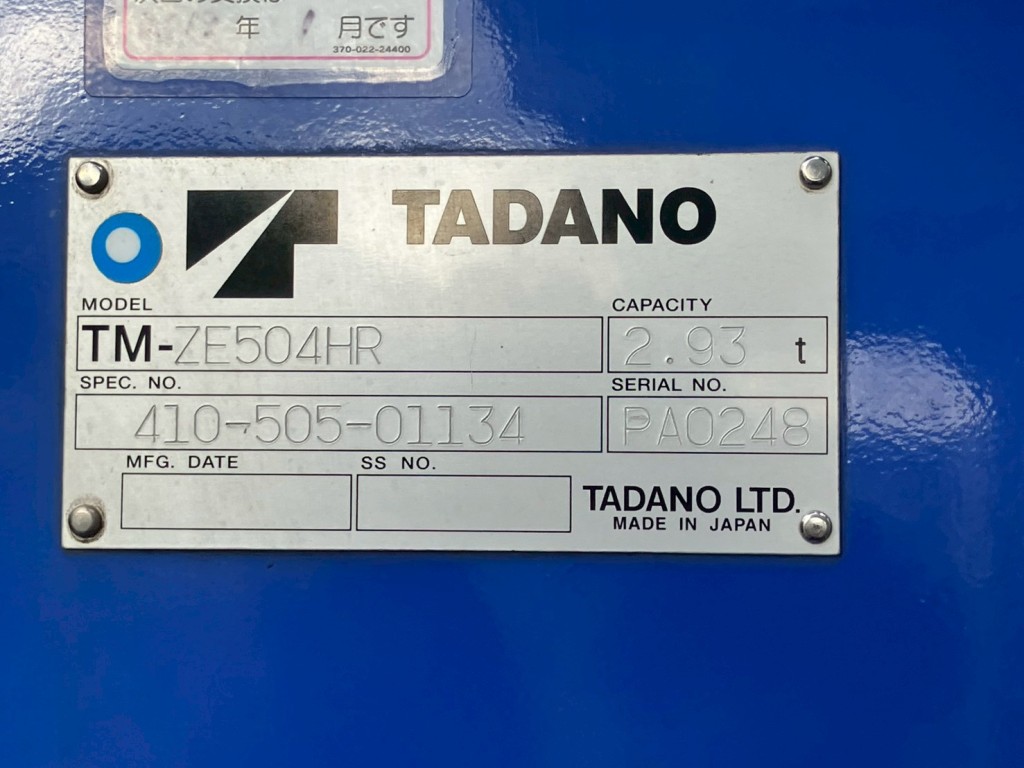 年 月です
370-022-24400
TADANO
MODEL
TM-ZE504HR
CAPACITY
2.93 t
SPEC. NO.
410-505-01134
SERIAL NO.
PA0248
MFG. DATE
SS NO.
TADANO LTD.
MADE IN JAPAN